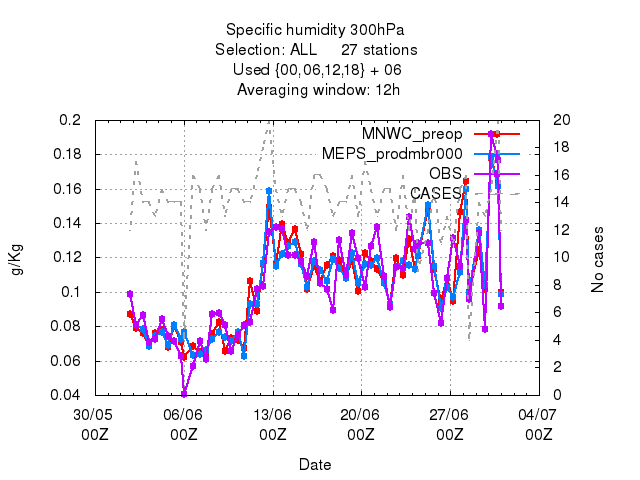 Specific humidity 300hPa
Selection: ALL     27 stations
Used {00,06,12,18} + 06
Averaging window: 12h
MNWC_preop
MEPS_prodmbr000
OBS
CASES
g/Kg
0.2
0.18
0.16
0.14
0.12
0.1
0.08
0.06
0.04
No cases
20
18
16
14
12
10
8
6
4
2
0
30/05 06/06 13/06 20/06 27/06 04/07
00Z 00Z 00Z 00Z 00Z 00Z
Date